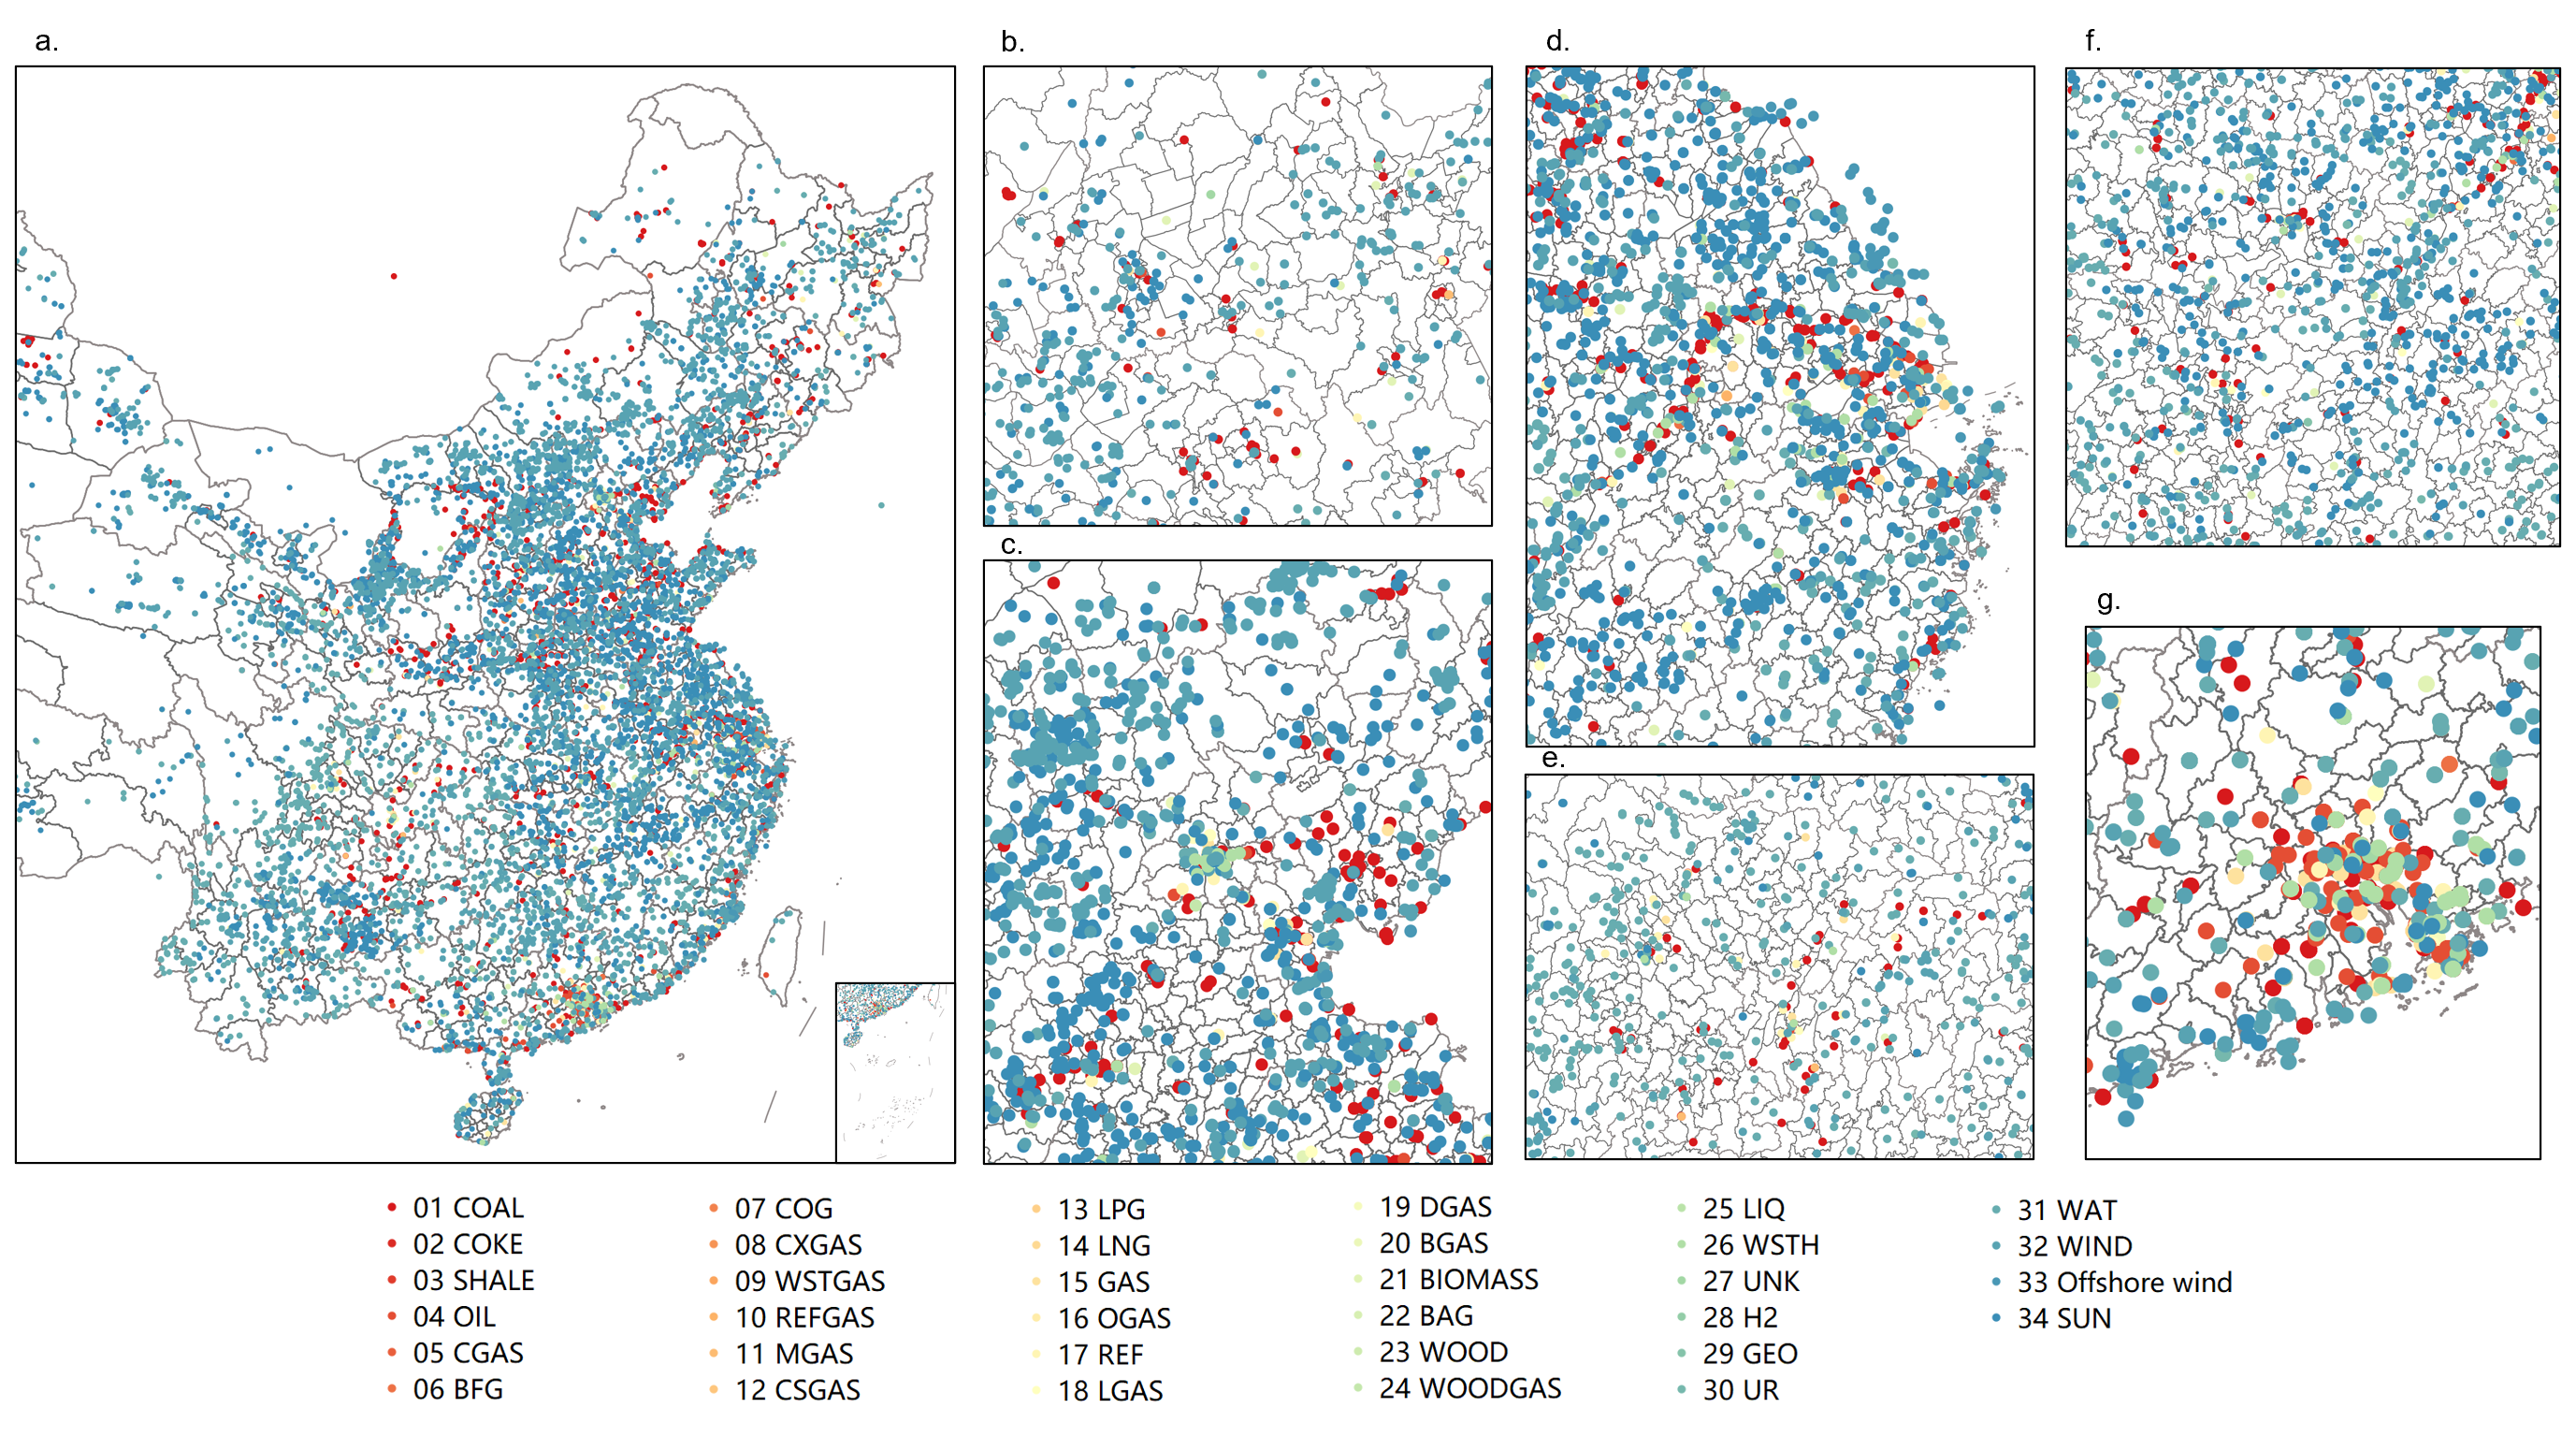 a.
b.
c.
d.
e.
f.
g.
01 COAL
02 COKE
03 SHALE
04 OIL
05 CGAS
06 BFG
07 COG
08 CXGAS
09 WSTGAS
10 REFGAS
11 MGAS
12 CSGAS
13 LPG
14 LNG
15 GAS
16 OGAS
17 REF
18 LGAS
19 DGAS
20 BGAS
21 BIOMASS
22 BAG
23 WOOD
24 WOODGAS
25 LIQ
26 WSTH
27 UNK
28 H2
29 GEO
30 UR
31 WAT
32 WIND
33 Offshore wind
34 SUN